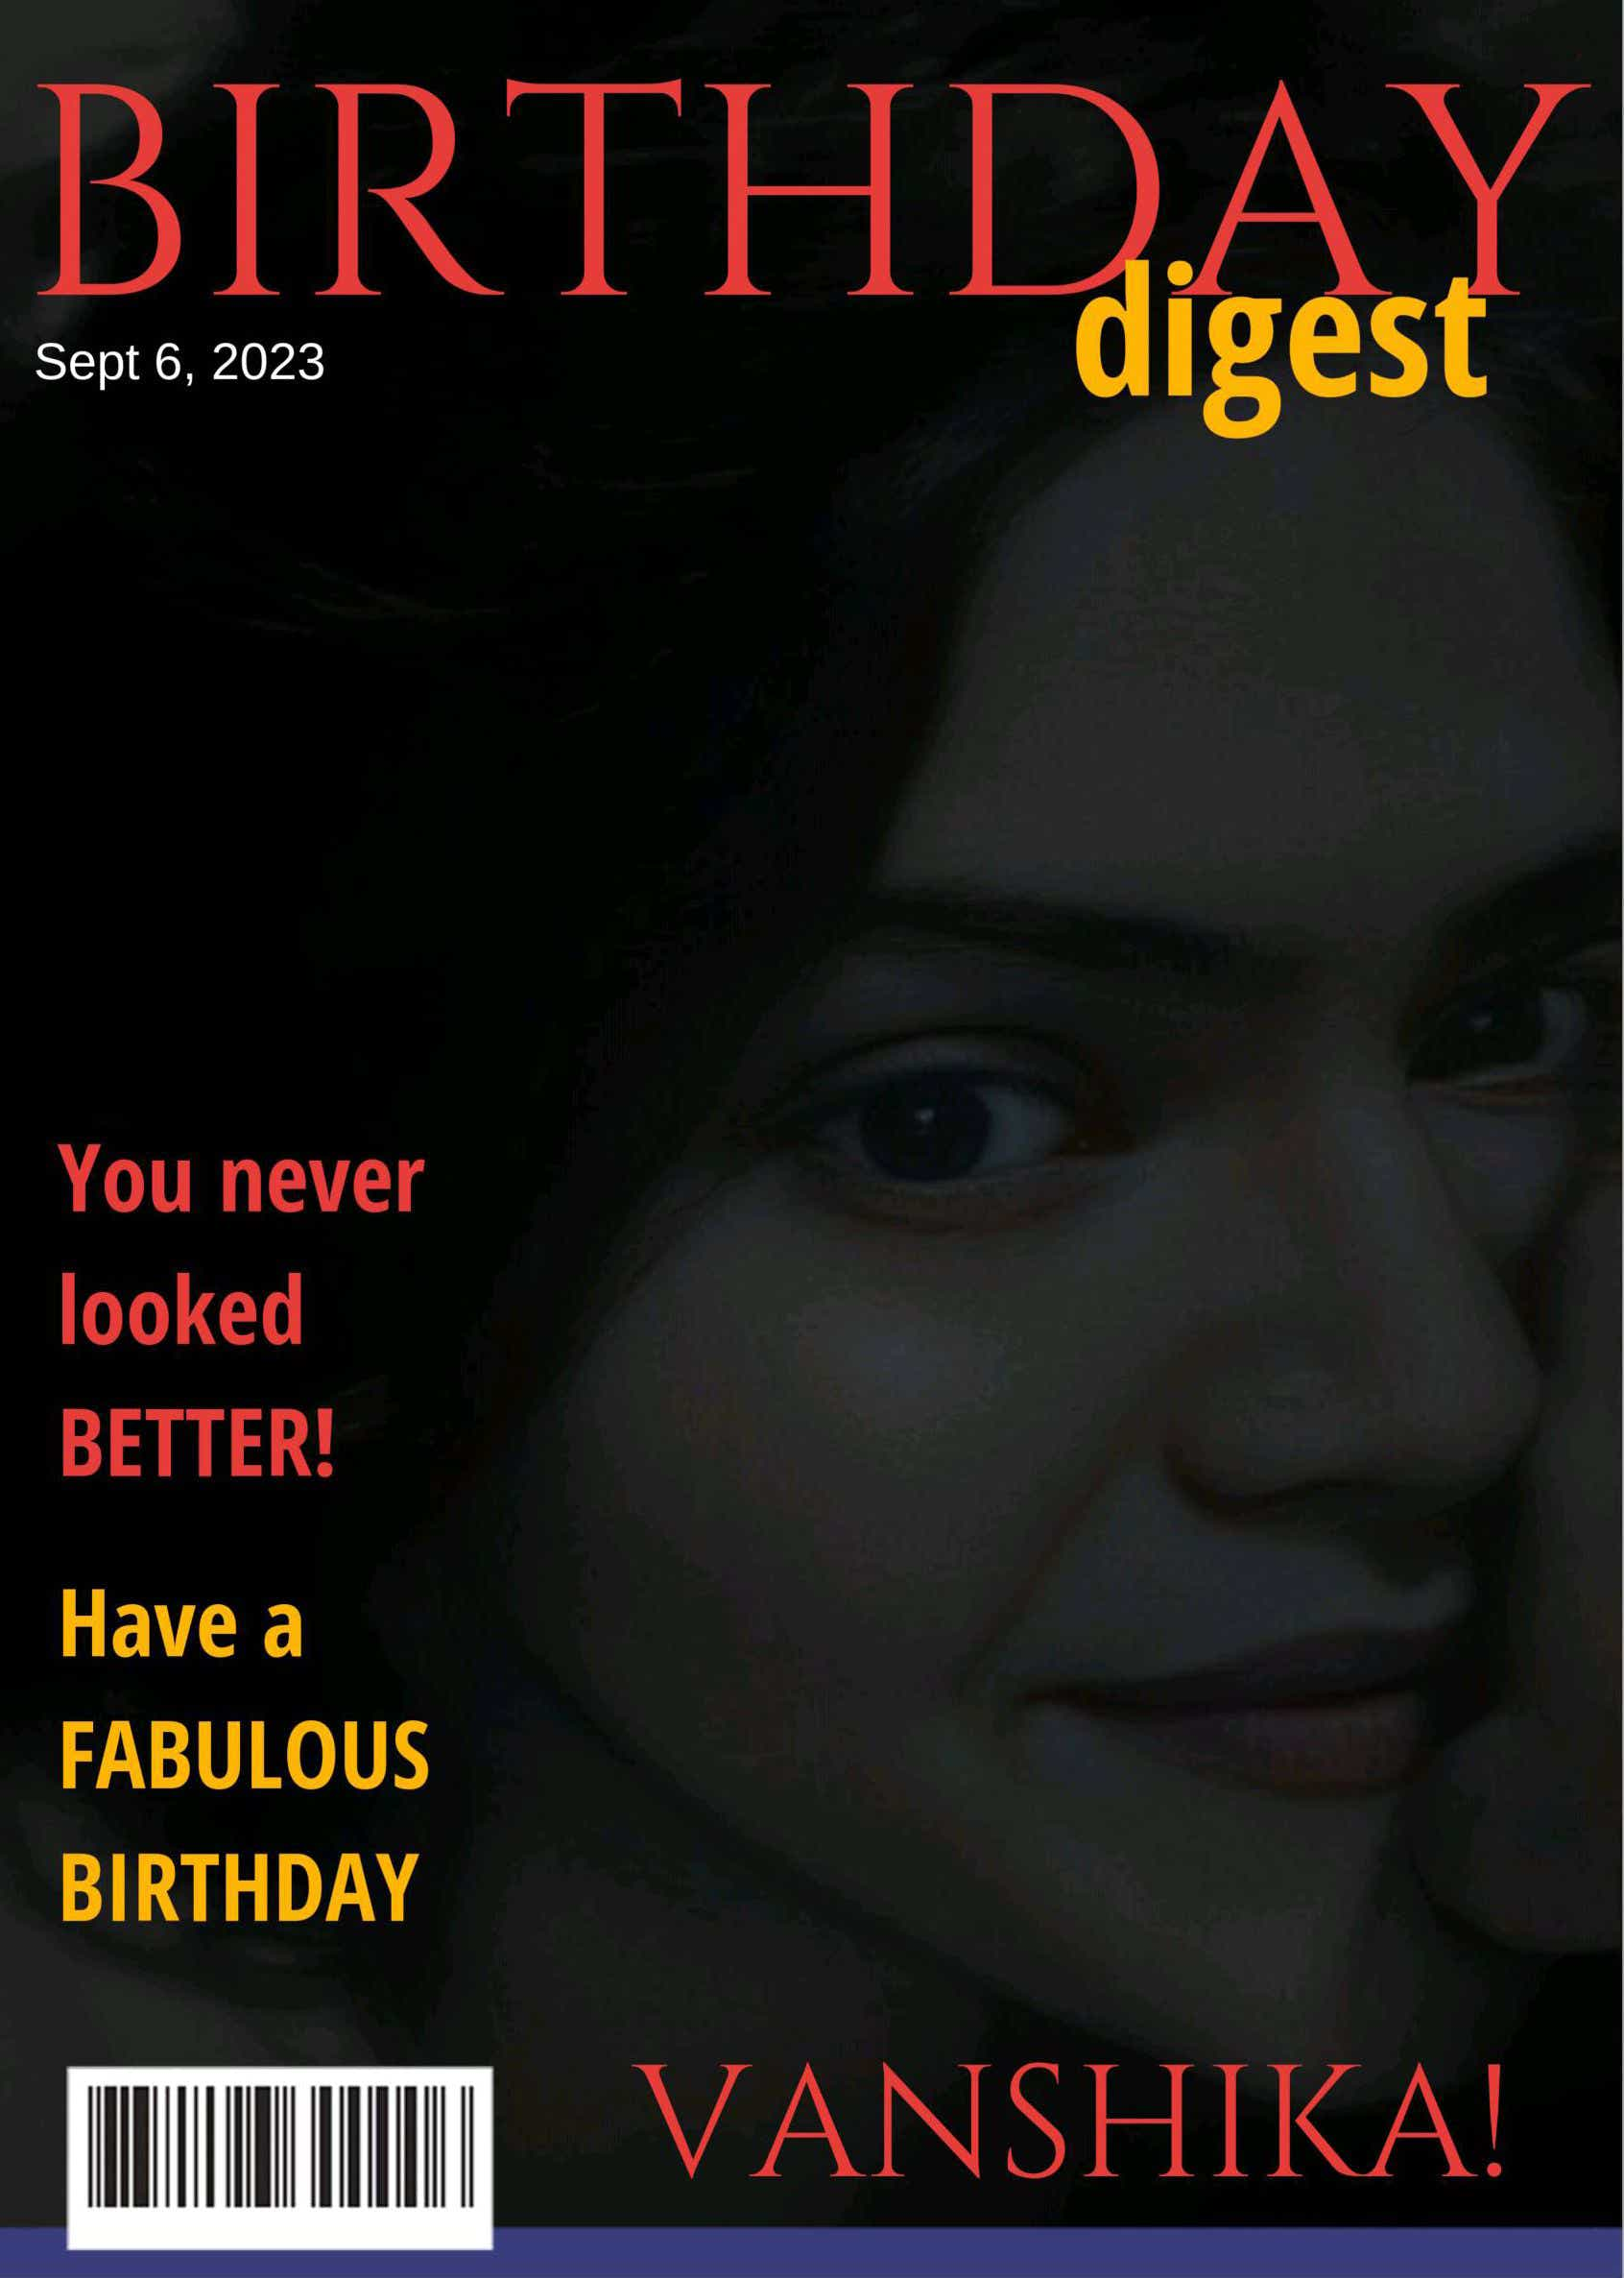 BIRTHDAY
digest
Sept 6, 2023
You never
looked
BETTER!
Have a
FABULOUS
BIRTHDAY
VANSHIKA!